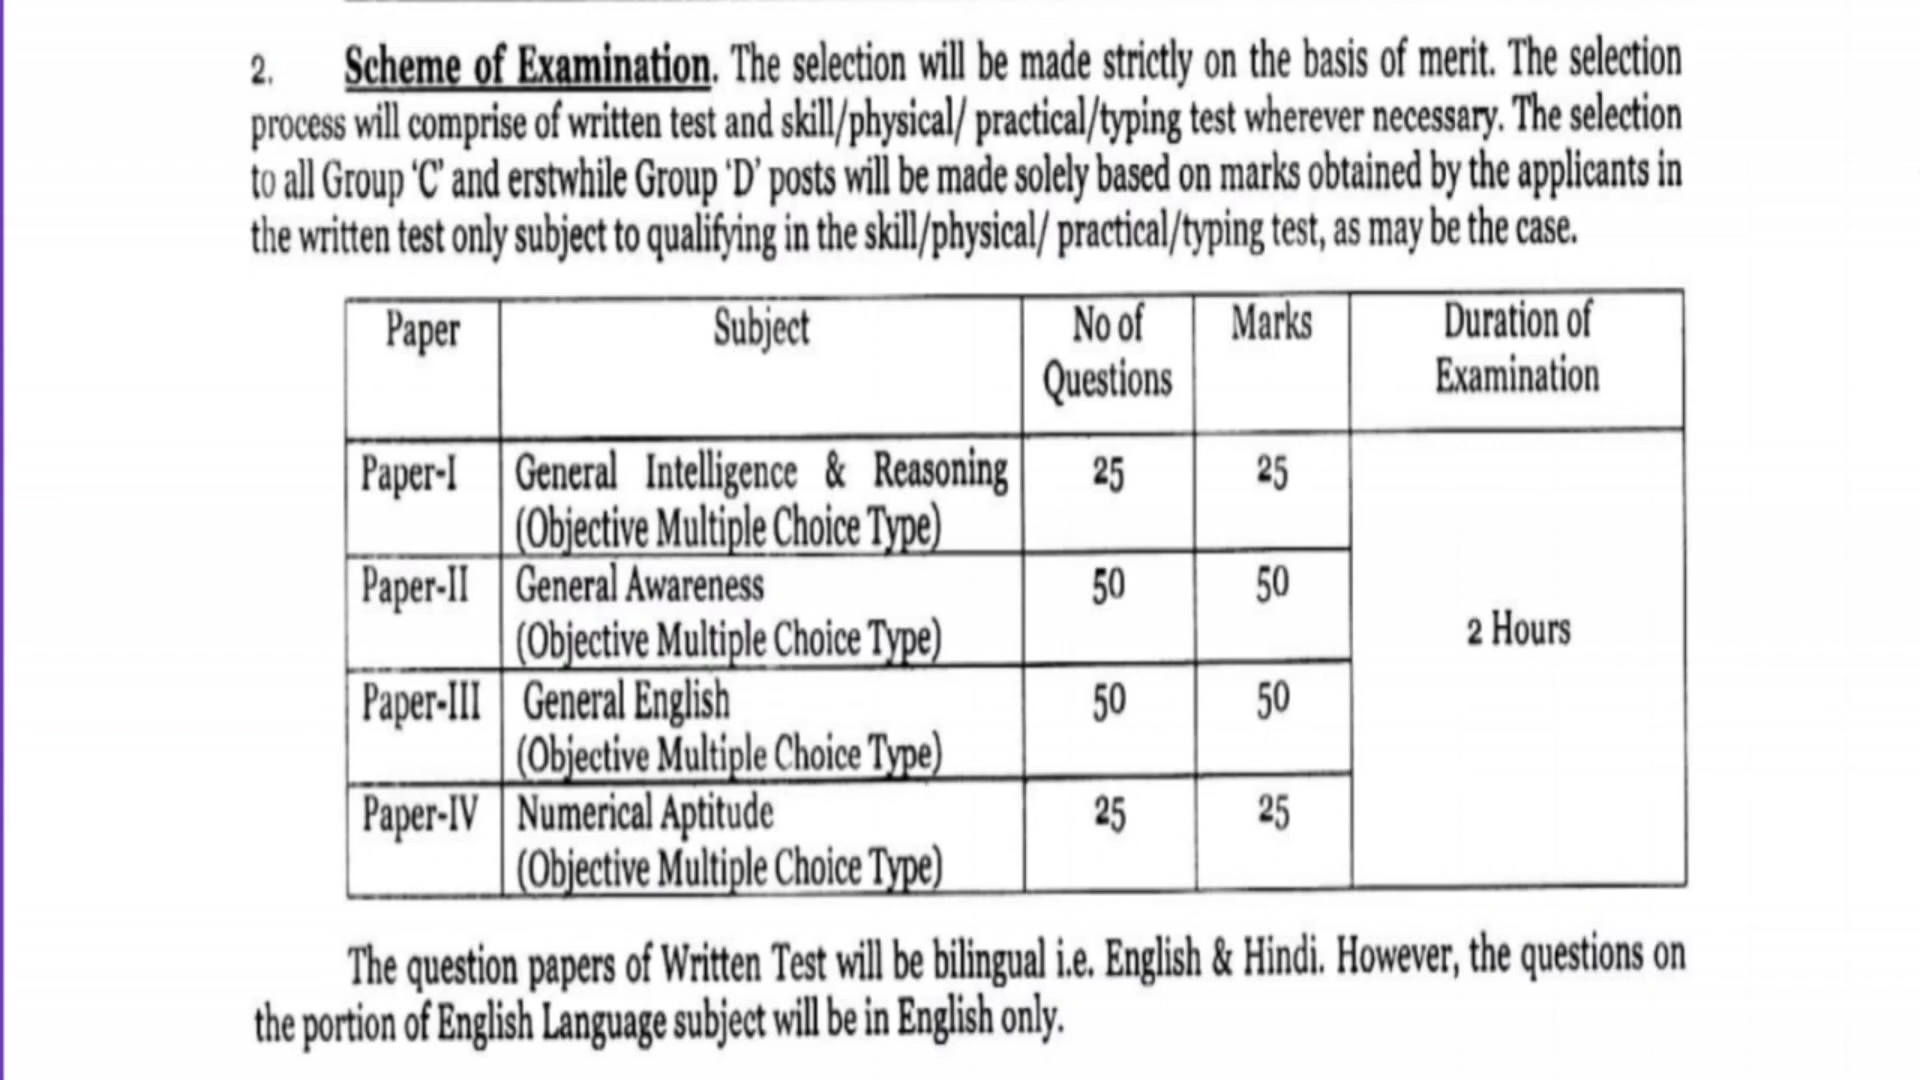 2. Scheme of Examination. The selection will be made strictly on the basis of merit. The selection
process will comprise of written test and skill/physical/ practical/typing test wherever necessary. The selection
to all Group ‘C’ and erstwhile Group ‘D’ posts will be made solely based on marks obtained by the applicants in
the written test only subject to qualifying in the skill/physical/ practical/typing test, as may be the case.
Paper Subject No of Marks Duration of
Questions Examination
Paper-I General Intelligence & Reasoning 25 25
(Objective Multiple Choice Type)
Paper-II General Awareness 50 50
(Objective Multiple Choice Type)
2 Hours
Paper-III General English 50 50
(Objective Multiple Choice Type)
Paper-IV Numerical Aptitude 25 25
(Objective Multiple Choice Type)
The question papers of Written Test will be bilingual i.e. English & Hindi. However, the questions on
the portion of English Language subject will be in English only.